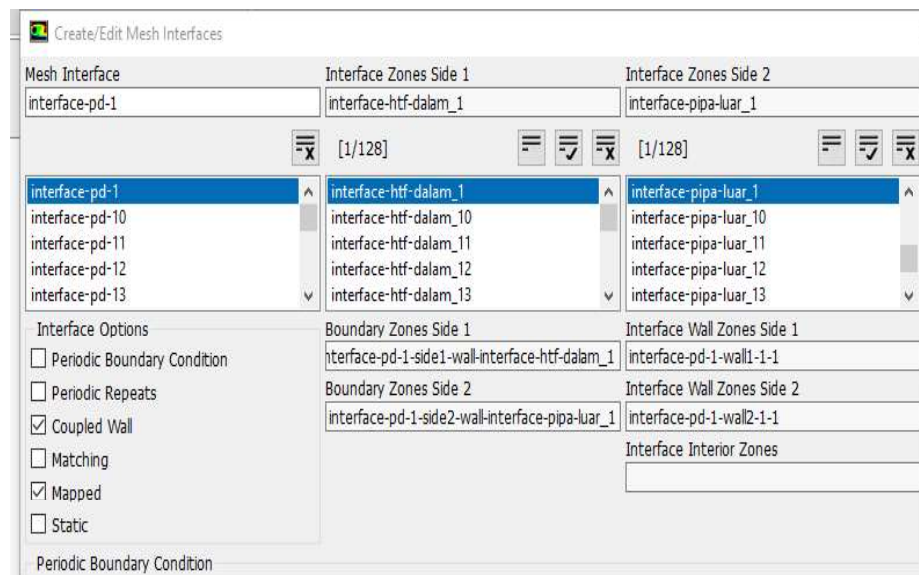 Create/Edit Mesh Interfaces
Mesh Interface Interface Zones Side 1 Interface Zones Side 2
interface-pd-1 interface-htf-dalam_1 interface-pipa-luar_1
[1/128] [1/128]
interface-pd-1 interface-htf-dalam_1 interface-pipa-luar_1
interface-pd-10 interface-htf-dalam_10 interface-pipa-luar_10
interface-pd-11 interface-htf-dalam_11 interface-pipa-luar_11
interface-pd-12 interface-htf-dalam_12 interface-pipa-luar_12
interface-pd-13 interface-htf-dalam_13 interface-pipa-luar_13
Interface Options Boundary Zones Side 1 Interface Wall Zones Side 1
Periodic Boundary Condition nterface-pd-1-side1-wall-interface-htf-dalam_1 interface-pd-1-wall1-1-1
Periodic Repeats Boundary Zones Side 2 Interface Wall Zones Side 2
Coupled Wall interface-pd-1-side2-wall-interface-pipa-luar_1 interface-pd-1-wall2-1-1
Matching Interface Interior Zones
Mapped
Static
Periodic Boundary Condition